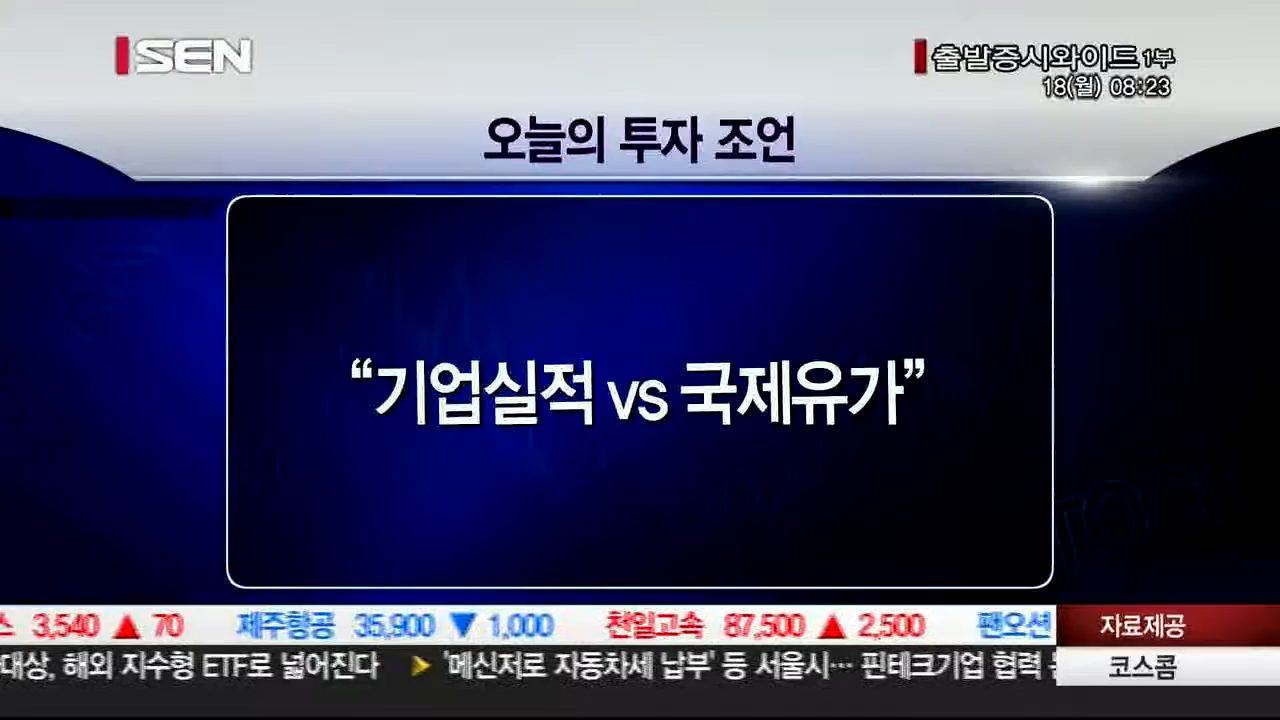 SEN
출발증시와이드 1부
18(월) 08:23
오늘의 투자 조언
“기업실적 vs 국제유가”
스 3,540 ▲ 70 제주항공 35,900 ▼ 1,000 천일고속 87,500 ▲ 2,500 팬오션
자료제공
대상, 해외 지수형 ETF로 넓어진다 ▶ '메신저로 자동차세 납부' 등 서울시… 핀테크기업 협력
코스콤